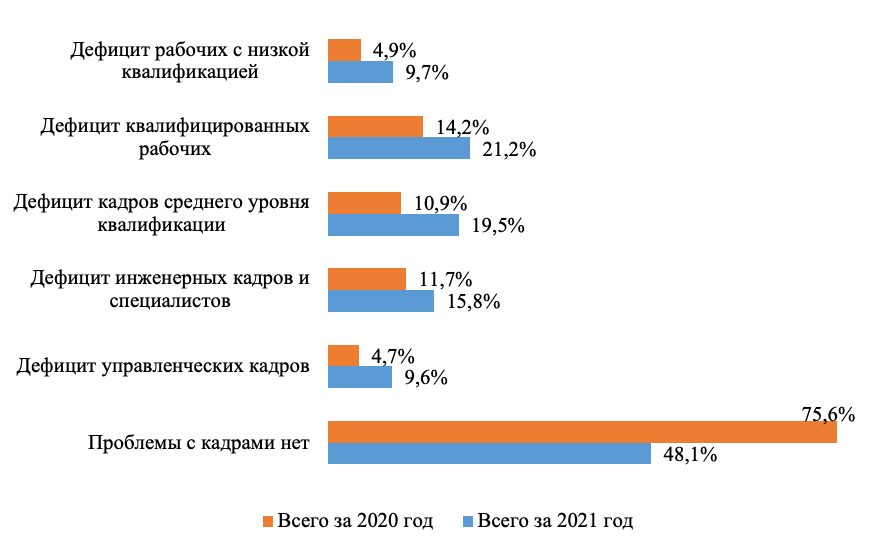 Дефицит рабочих с низкой
квалификацией
4,9%
9,7%
Дефицит квалифицированных
рабочих
14,2%
21,2%
Дефицит кадров среднего уровня
квалификации
10,9%
19,5%
Дефицит инженерных кадров и
специалистов
11,7%
15,8%
Дефицит управленческих кадров
4,7%
9,6%
Проблемы с кадрами нет
75,6%
48,1%
Всего за 2020 год
Всего за 2021 год